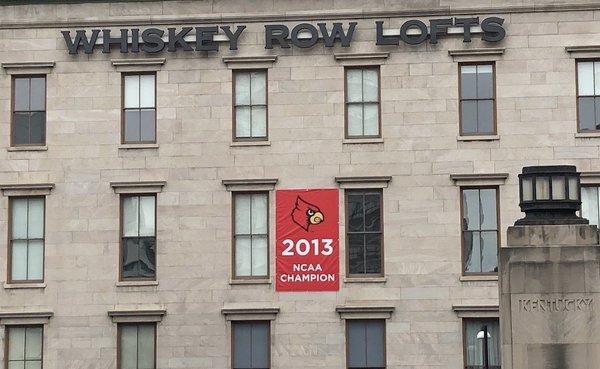 WHISKEY ROW LOFTS
2013
NCAA
CHAMPION
KENTUCKY